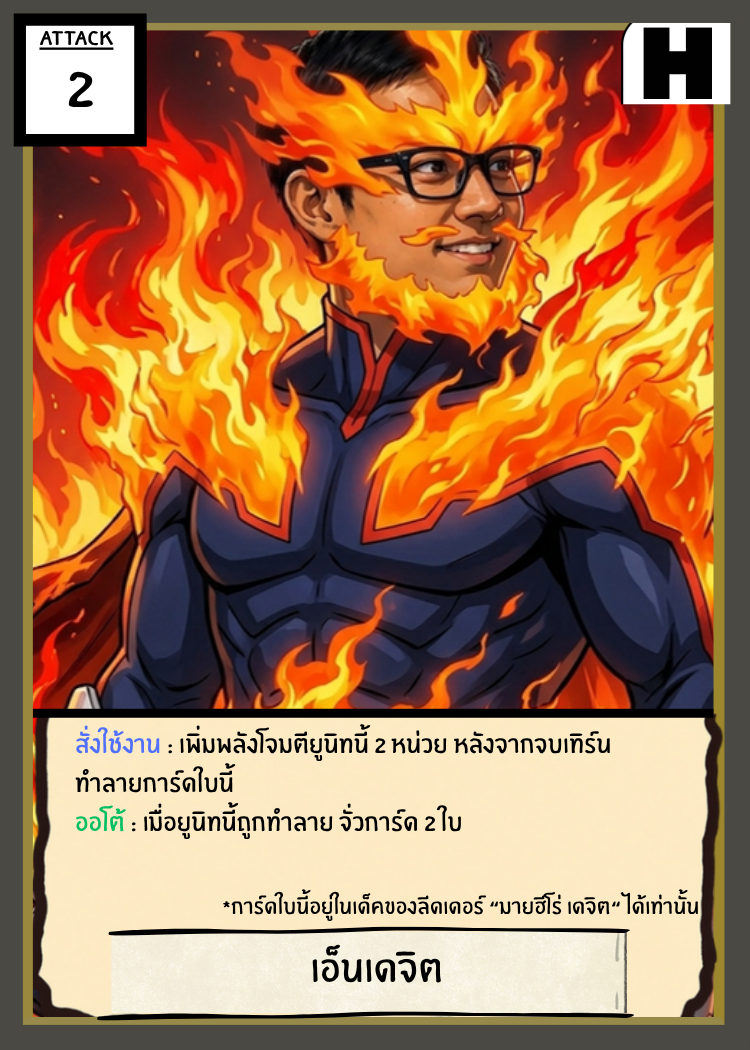 ATTACK
2
H
สั่งใช้งาน : เพิ่มพลังโจมตียูนิทนี้ 2 หน่วย หลังจากจบเทิร์น
ทำลายการ์ดใบนี้
ออโต้ : เมื่อยูนิทนี้ถูกทำลาย จั่วการ์ด 2 ใบ
*การ์ดใบนี้อยู่ในเด็คของลีดเดอร์ “มายฮีโร่ เดจิต“ ได้เท่านั้น
เอ็นเดจิต